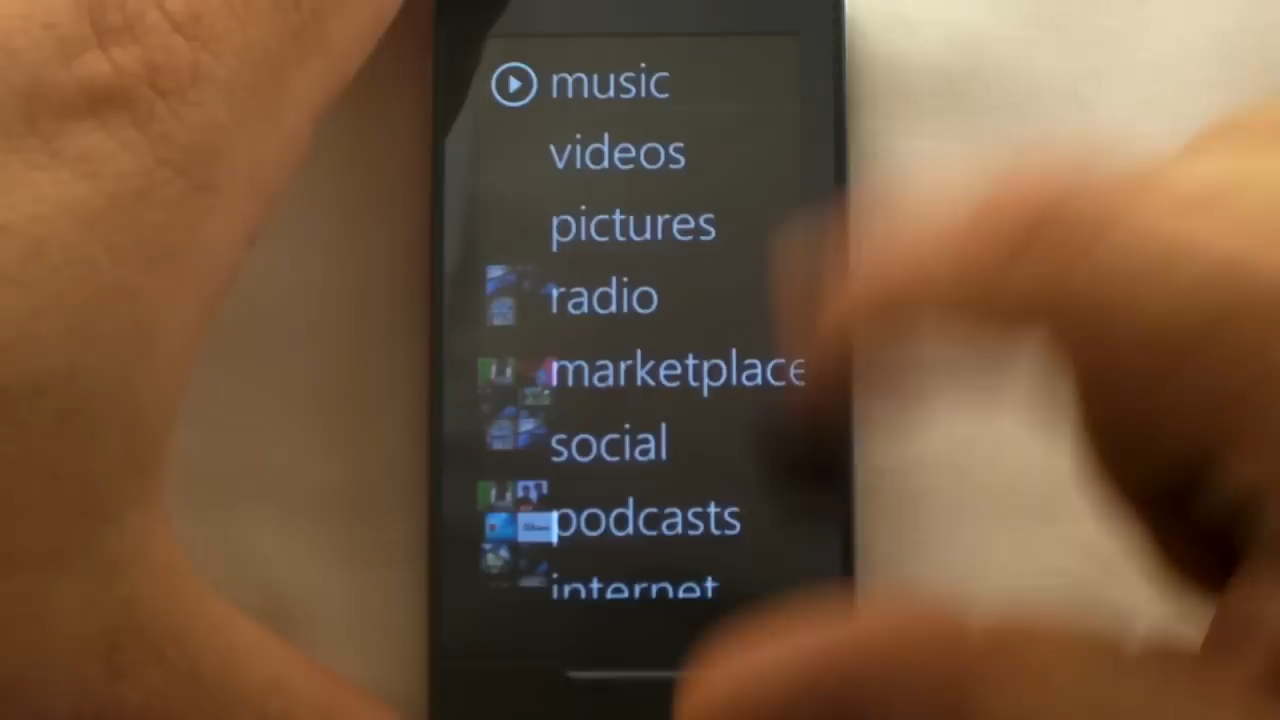 music
videos
pictures
radio
marketplace
social
podcasts
internet